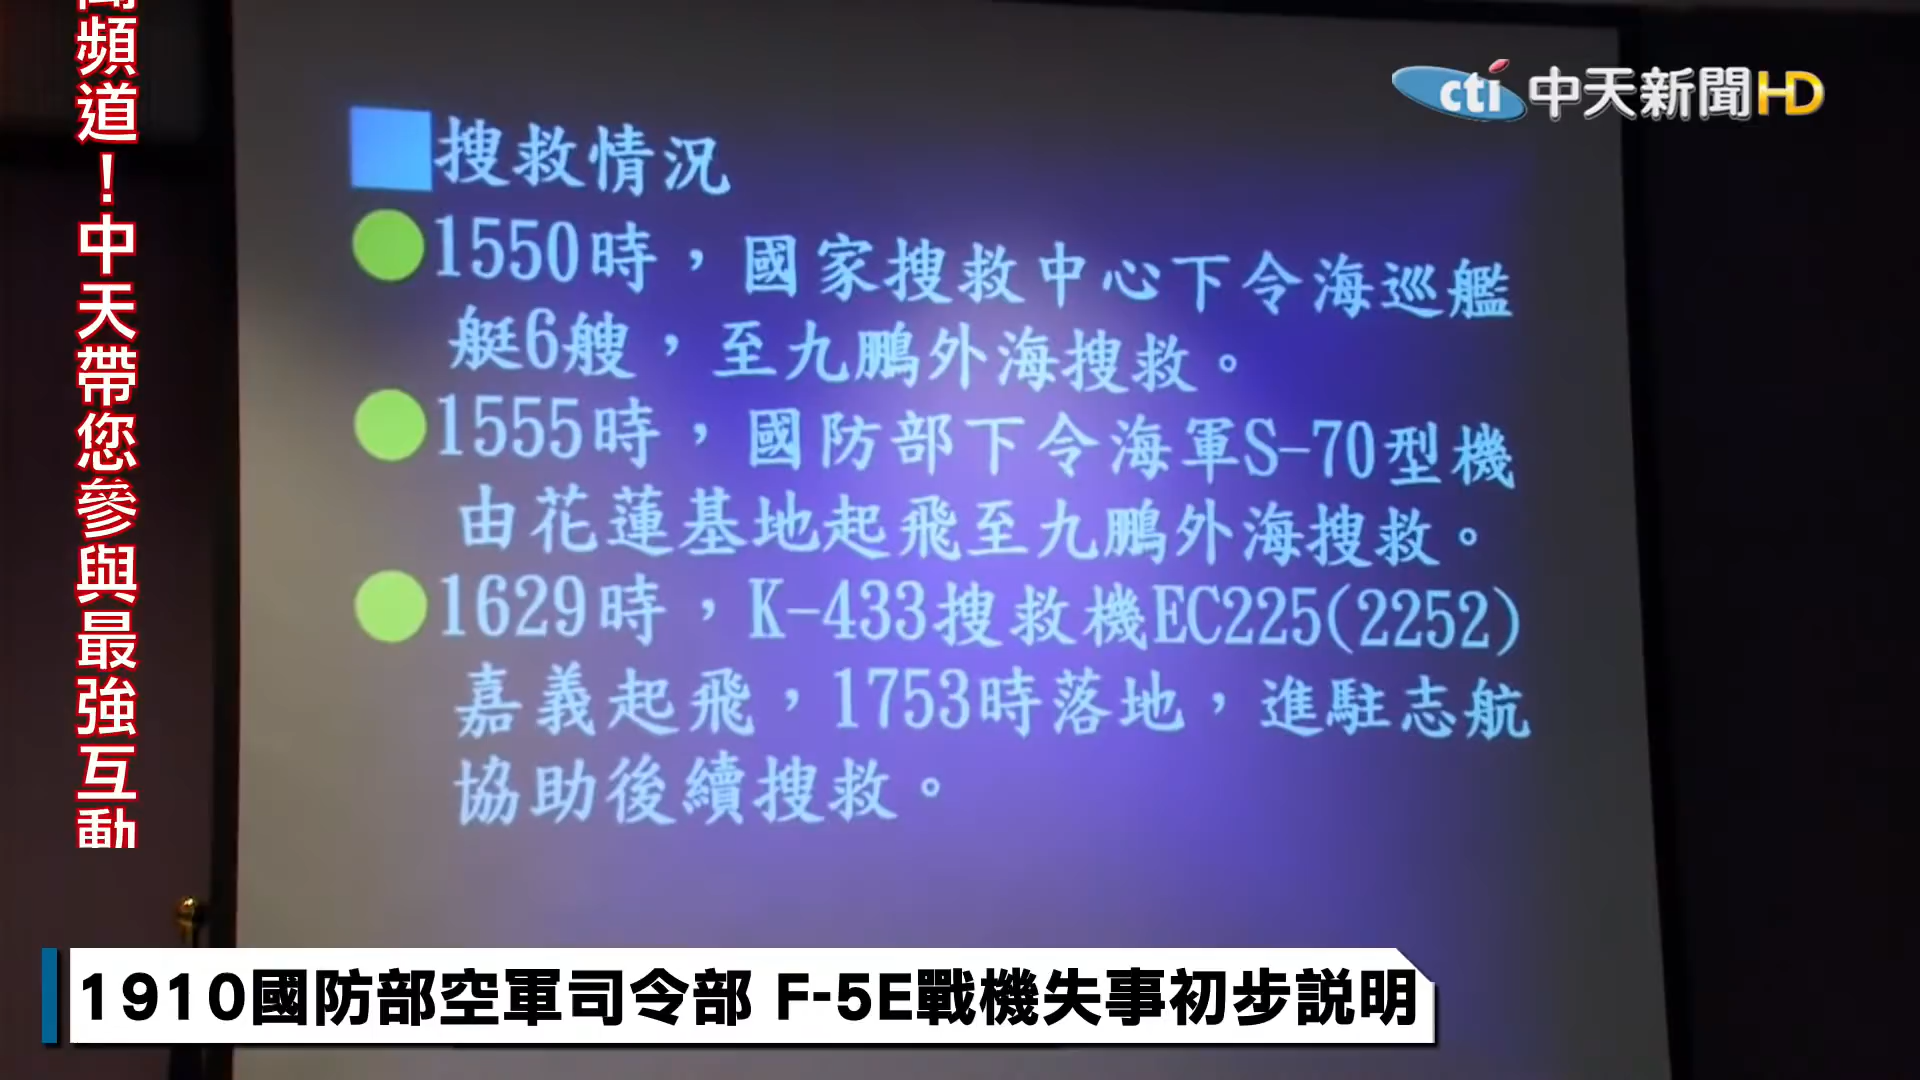 頻道！中天帶您參與最強互動
cti 中天新聞HD
搜救情況
1550時，國家搜救中心下令海巡艦
艇6艘，至九鵬外海搜救。
1555時，國防部下令海軍S-70型機
由花蓮基地起飛至九鵬外海搜救。
1629時，K-433搜救機EC225(2252)
嘉義起飛，1753時落地，進駐志航
協助後續搜救。
1910國防部空軍司令部 F-5E戰機失事初步說明